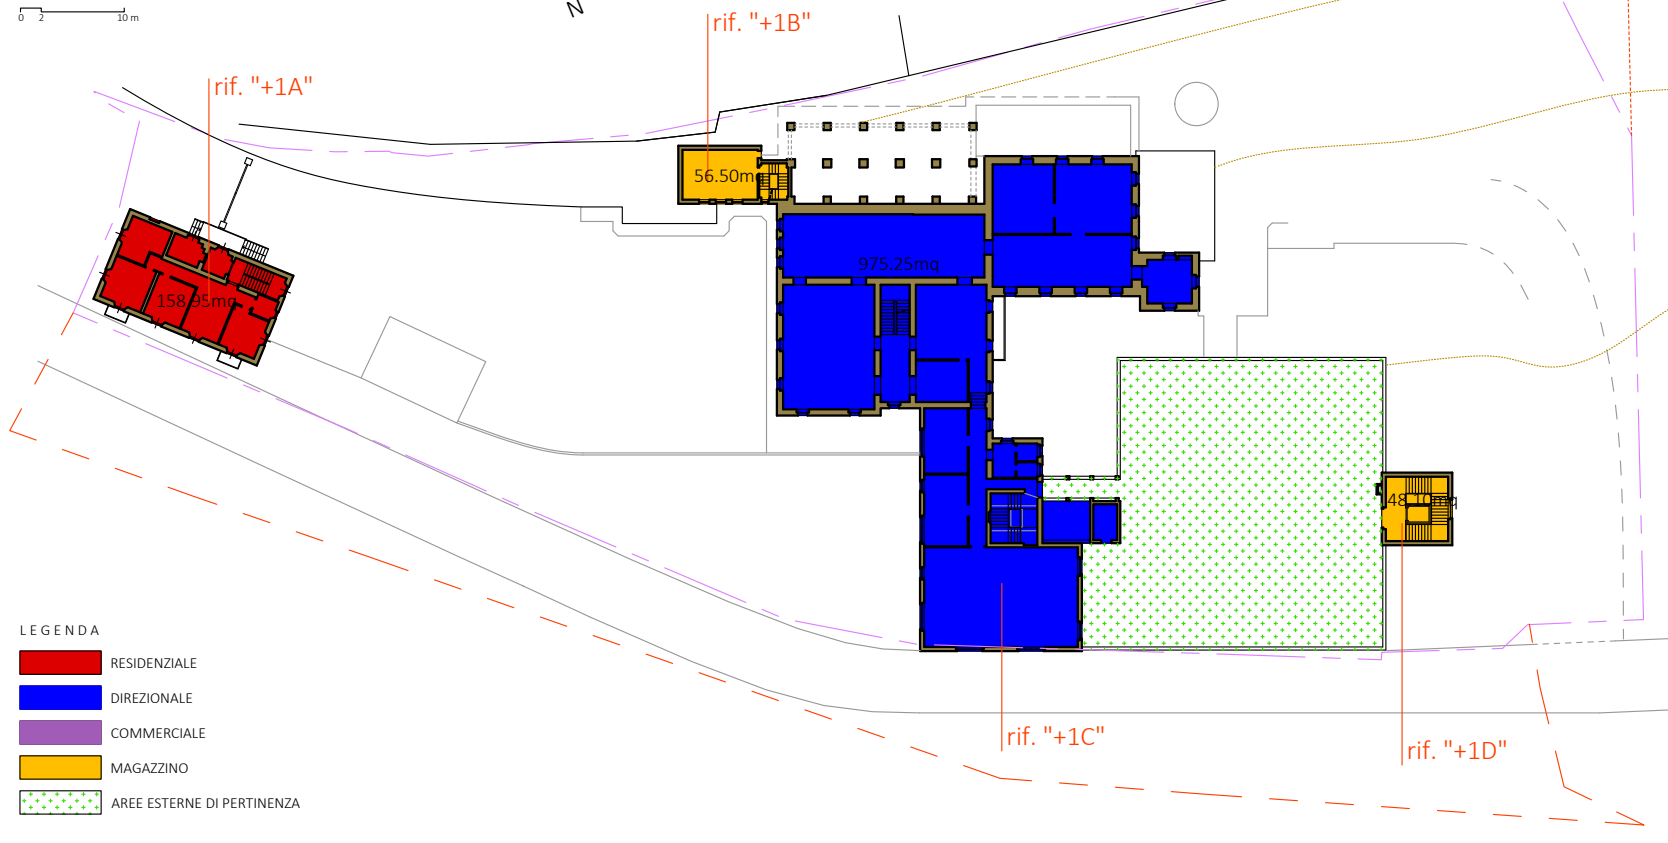 0 2 10 m
N
rif. "+1B"
rif. "+1A"
56.50mq
975.25mq
158.95mq
rif. "+1C"
rif. "+1D"
LEGENDA
RESIDENZIALE
DIREZIONALE
COMMERCIALE
MAGAZZINO
AREE ESTERNE DI PERTINENZA